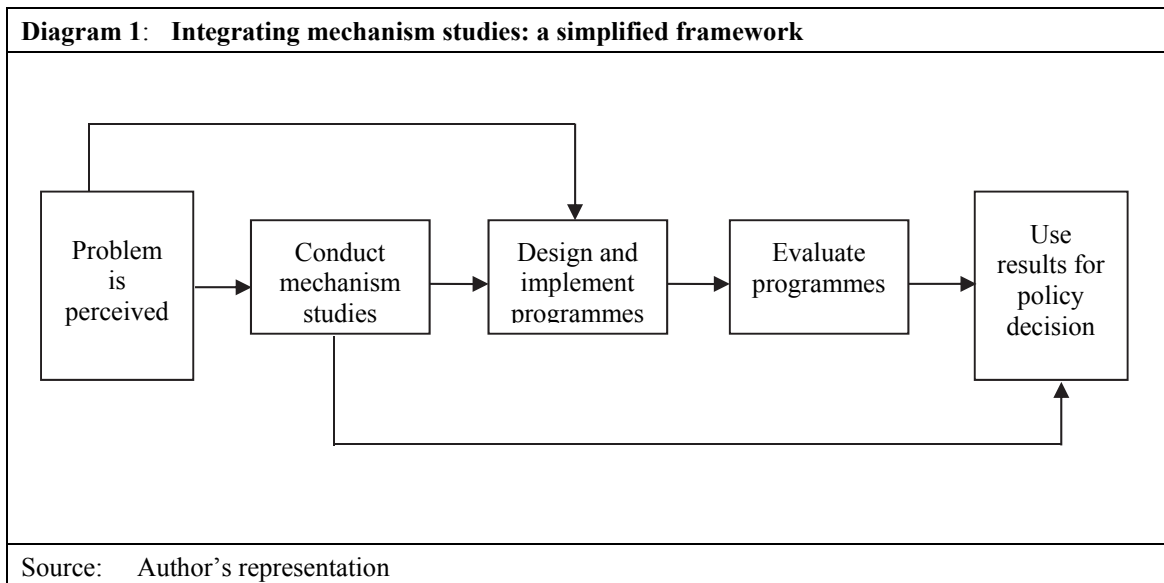 Diagram 1: Integrating mechanism studies: a simplified framework
Problem
is
perceived
Conduct
mechanism
studies
Design and
implement
programmes
Evaluate
programmes
Use
results for
policy
decision
Source: Author's representation